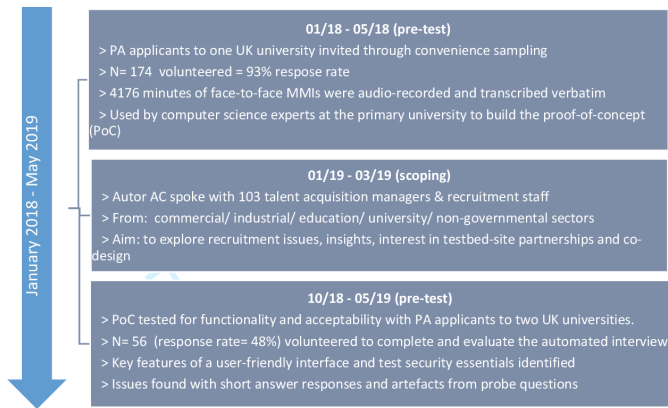 January 2018 - May 2019
01/18 - 05/18 (pre-test)
> PA applicants to one UK university invited through convenience sampling
> N= 174 volunteered = 93% respose rate
> 4176 minutes of face-to-face MMIs were audio-recorded and transcribed verbatim
> Used by computer science experts at the primary university to build the proof-of-concept
(PoC)
01/19 - 03/19 (scoping)
> Autor AC spoke with 103 talent acquisition managers & recruitment staff
> From: commercial/ industrial/ education/ university/ non-governmental sectors
> Aim: to explore recruitment issues, insights, interest in testbed-site partnerships and co-
design
10/18 - 05/19 (pre-test)
> PoC tested for functionality and acceptability with PA applicants to two UK universities.
> N= 56 (response rate= 48%) volunteered to complete and evaluate the automated interview
> Key features of a user-friendly interface and test security essentials identified
> Issues found with short answer responses and artefacts from probe questions